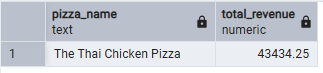 pizza_name total_revenue
text numeric
1 The Thai Chicken Pizza 43434.25